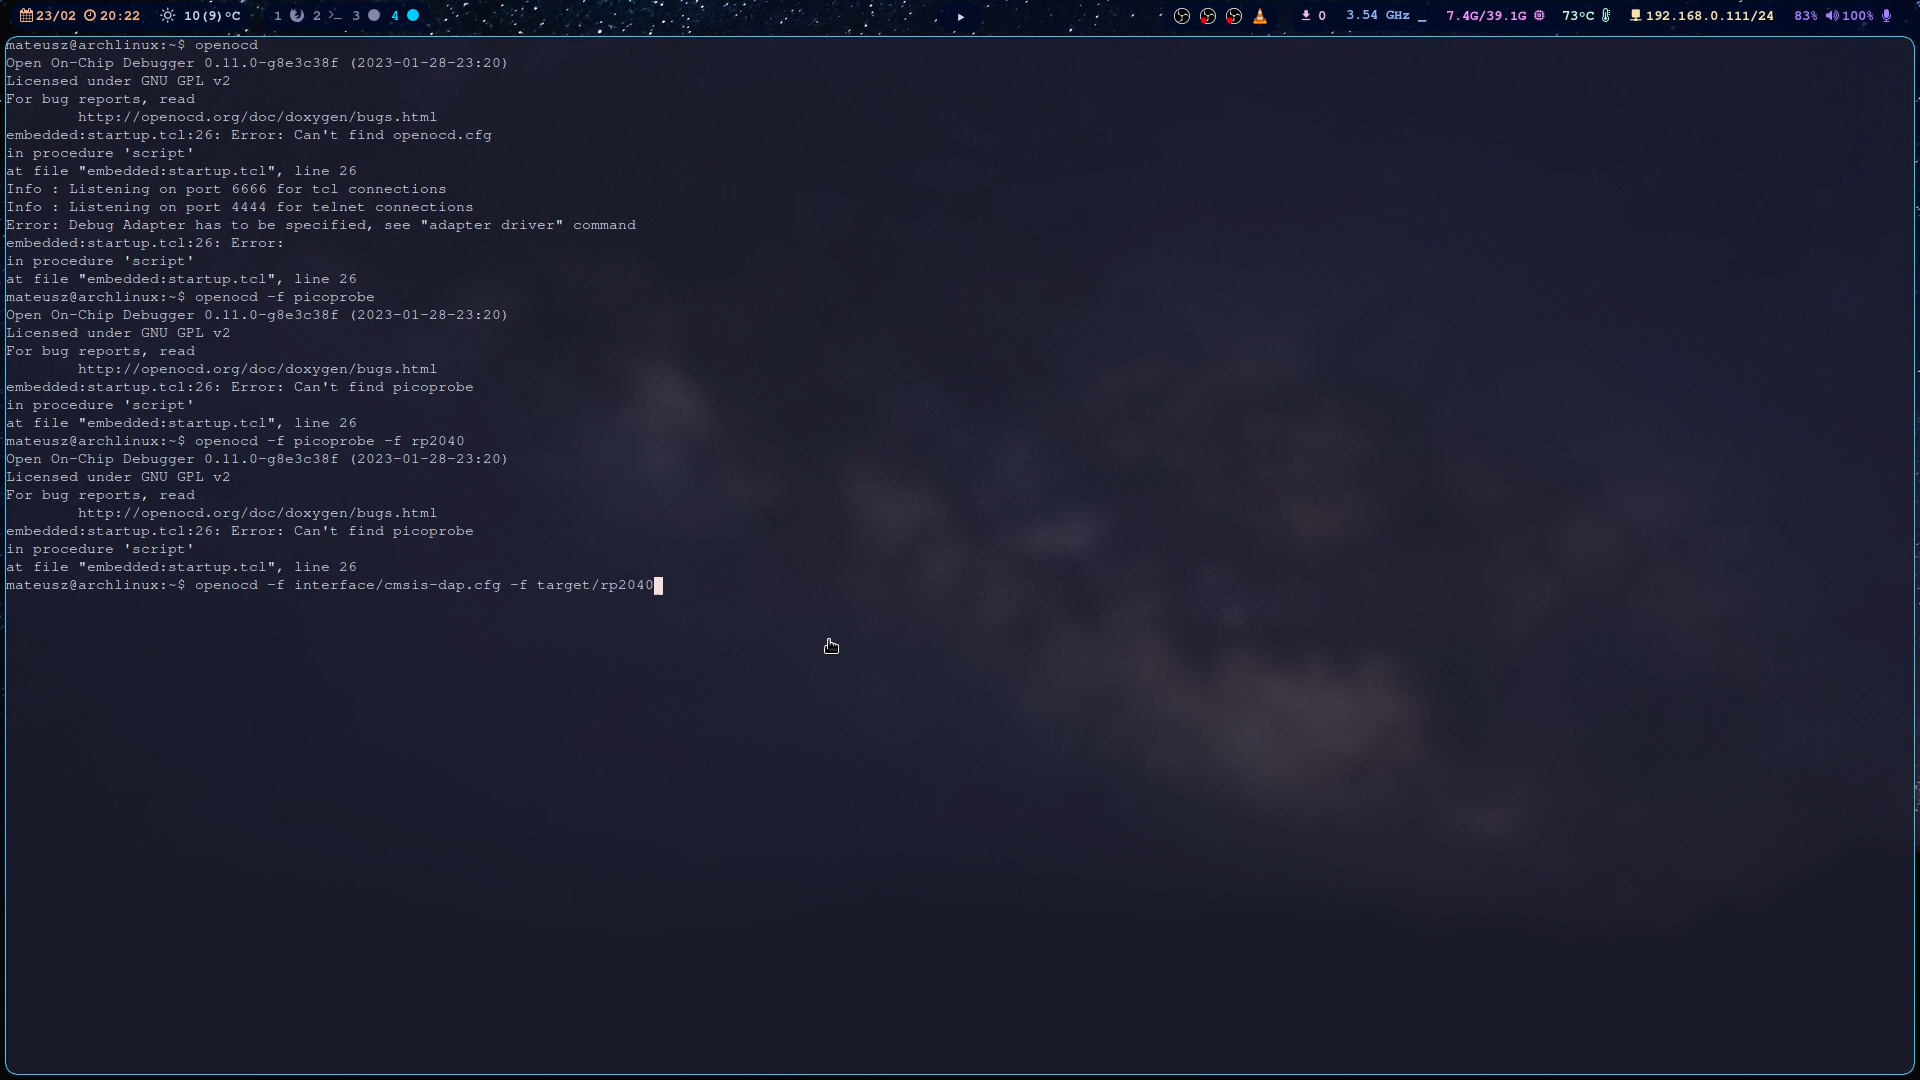 23/02 20:22 10(9)°C 1 2 3 4 0 3.54 GHz 7.4G/39.1G 73°C 192.168.0.111/24 83% 100%
mateusz@archlinux:~$ openocd
Open On-Chip Debugger 0.11.0-g8e3c38f (2023-01-28-23:20)
Licensed under GNU GPL v2
For bug reports, read
        http://openocd.org/doc/doxygen/bugs.html
embedded:startup.tcl:26: Error: Can't find openocd.cfg
in procedure 'script'
at file "embedded:startup.tcl", line 26
Info : Listening on port 6666 for tcl connections
Info : Listening on port 4444 for telnet connections
Error: Debug Adapter has to be specified, see "adapter driver" command
embedded:startup.tcl:26: Error:
in procedure 'script'
at file "embedded:startup.tcl", line 26
mateusz@archlinux:~$ openocd -f picoprobe
Open On-Chip Debugger 0.11.0-g8e3c38f (2023-01-28-23:20)
Licensed under GNU GPL v2
For bug reports, read
        http://openocd.org/doc/doxygen/bugs.html
embedded:startup.tcl:26: Error: Can't find picoprobe
in procedure 'script'
at file "embedded:startup.tcl", line 26
mateusz@archlinux:~$ openocd -f picoprobe -f rp2040
Open On-Chip Debugger 0.11.0-g8e3c38f (2023-01-28-23:20)
Licensed under GNU GPL v2
For bug reports, read
        http://openocd.org/doc/doxygen/bugs.html
embedded:startup.tcl:26: Error: Can't find picoprobe
in procedure 'script'
at file "embedded:startup.tcl", line 26
mateusz@archlinux:~$ openocd -f interface/cmsis-dap.cfg -f target/rp2040